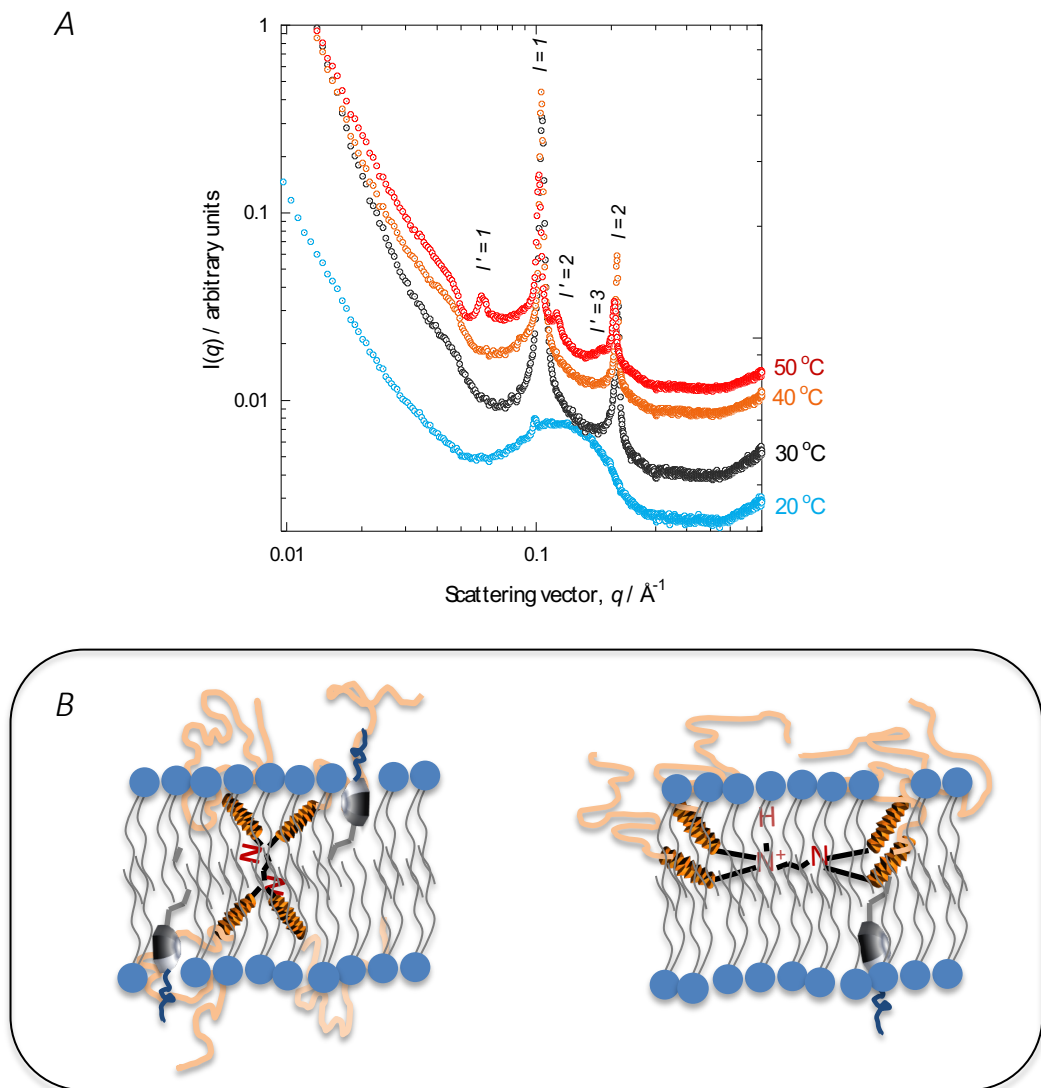 A
1
0.1
0.01
I(q) / arbitrary units
l' = 1
l = 1
l' = 2
l' = 3
l = 2
50 °C
40 °C
30 °C
20 °C
0.01
0.1
Scattering vector, q / Å⁻¹
B
N
N
H
N⁺
N